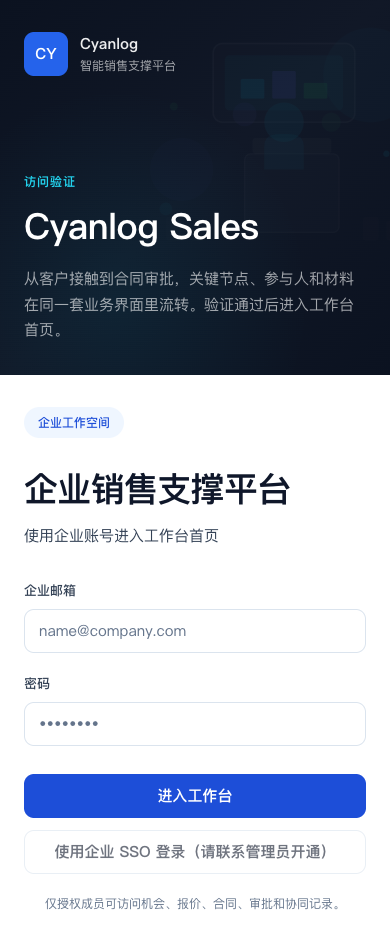 CY
Cyanlog
智能销售支撑平台
访问验证
Cyanlog Sales
从客户接触到合同审批，关键节点、参与人和材料
在同一套业务界面里流转。验证通过后进入工作台
首页。
企业工作空间
企业销售支撑平台
使用企业账号进入工作台首页
企业邮箱
name@company.com
密码
••••••••
进入工作台
使用企业 SSO 登录（请联系管理员开通）
仅授权成员可访问机会、报价、合同、审批和协同记录。